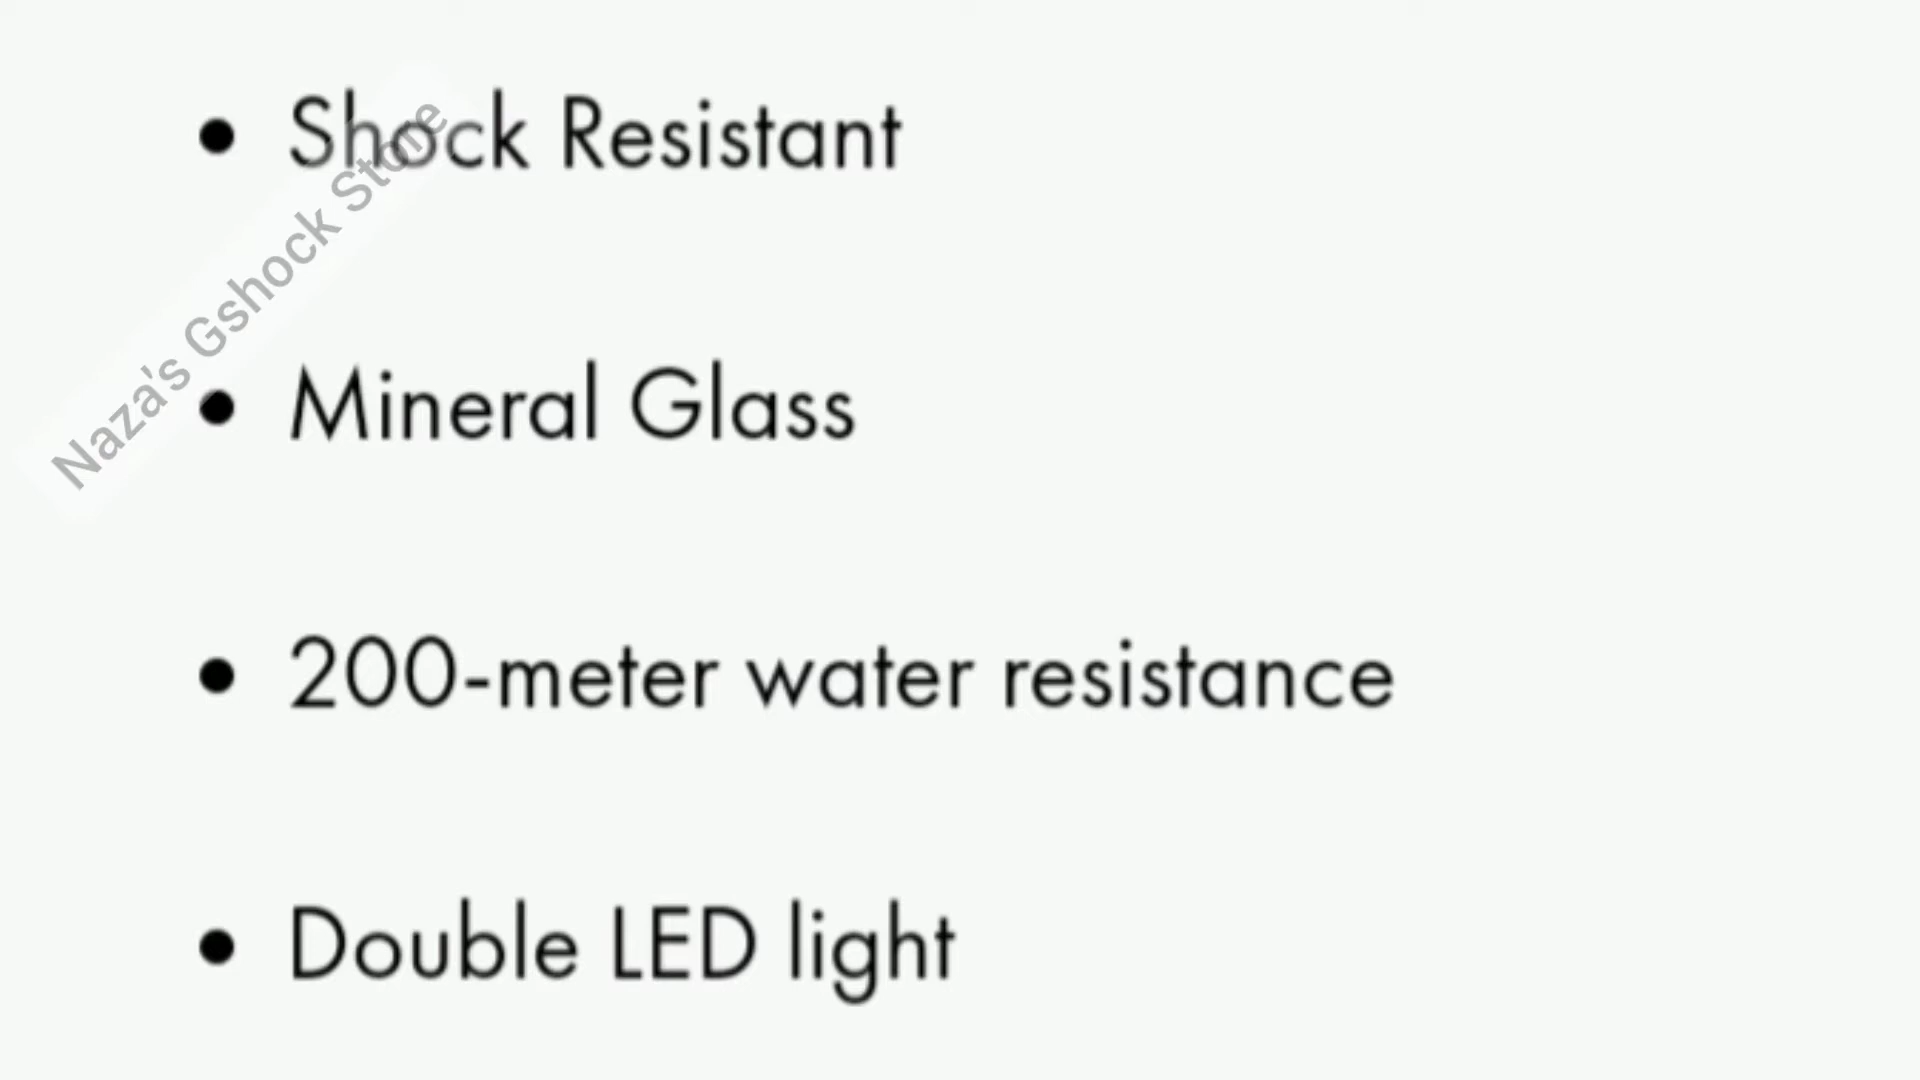 • Shock Resistant
Naza's Gshock Store
• Mineral Glass
• 200-meter water resistance
• Double LED light